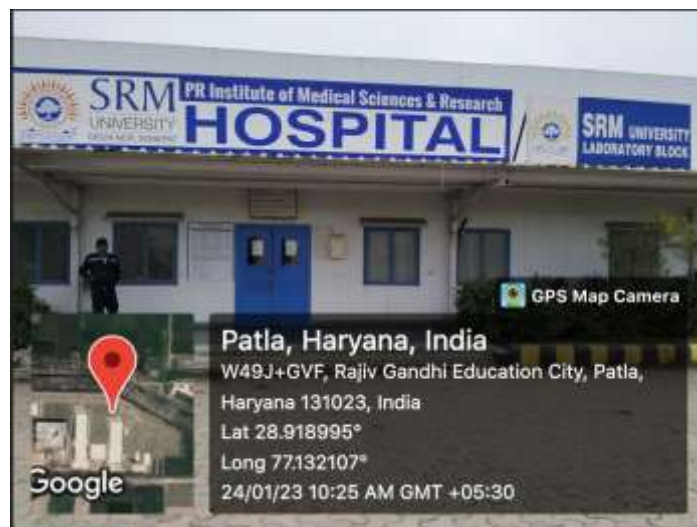 SRM
UNIVERSITY
PR Institute of Medical Sciences & Research
HOSPITAL
SRM UNIVERSITY
LABORATORY BLOCK
GPS Map Camera
Patla, Haryana, India
W49J+GVF, Rajiv Gandhi Education City, Patla,
Haryana 131023, India
Lat 28.918995°
Long 77.132107°
24/01/23 10:25 AM GMT +05:30
Google